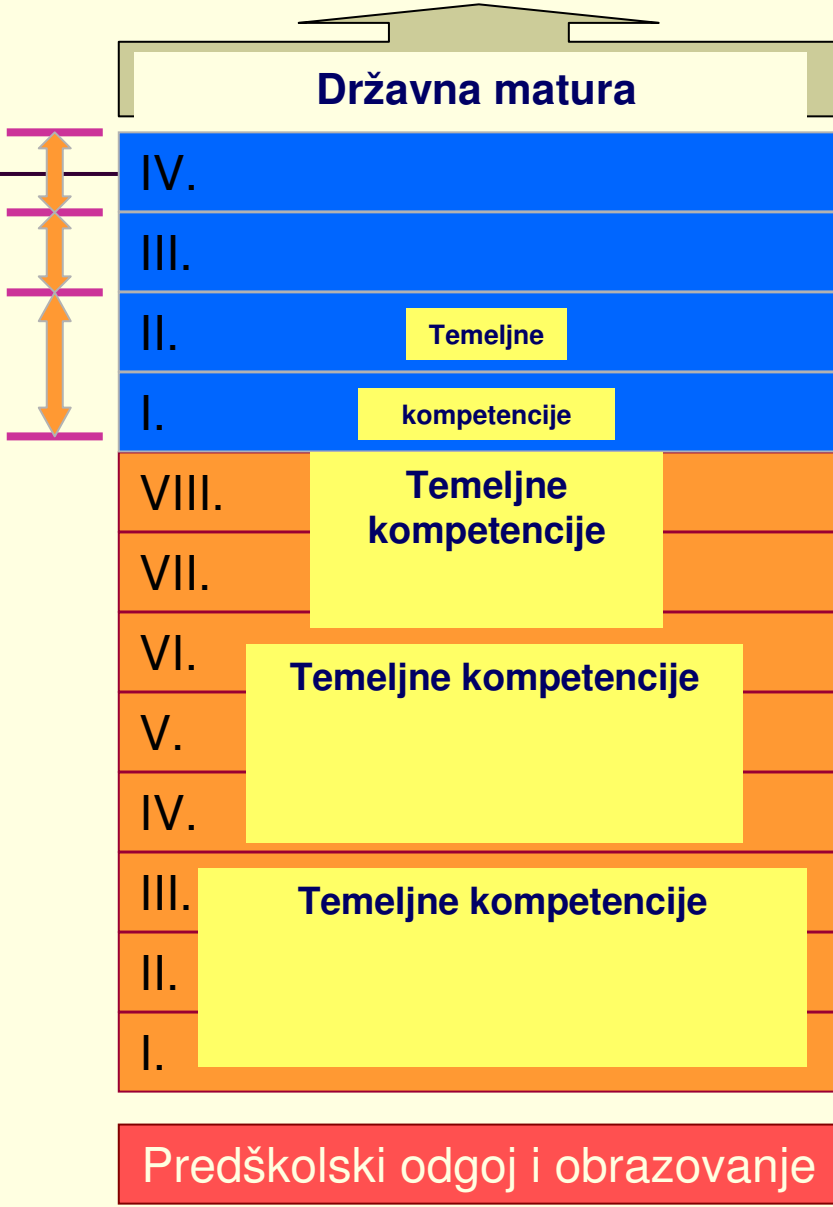 Državna matura
IV.
III.
II.
Temeljne
I.
kompetencije
VIII.
Temeljne
kompetencije
VII.
VI.
Temeljne kompetencije
V.
IV.
III.
Temeljne kompetencije
II.
I.
Predškolski odgoj i obrazovanje